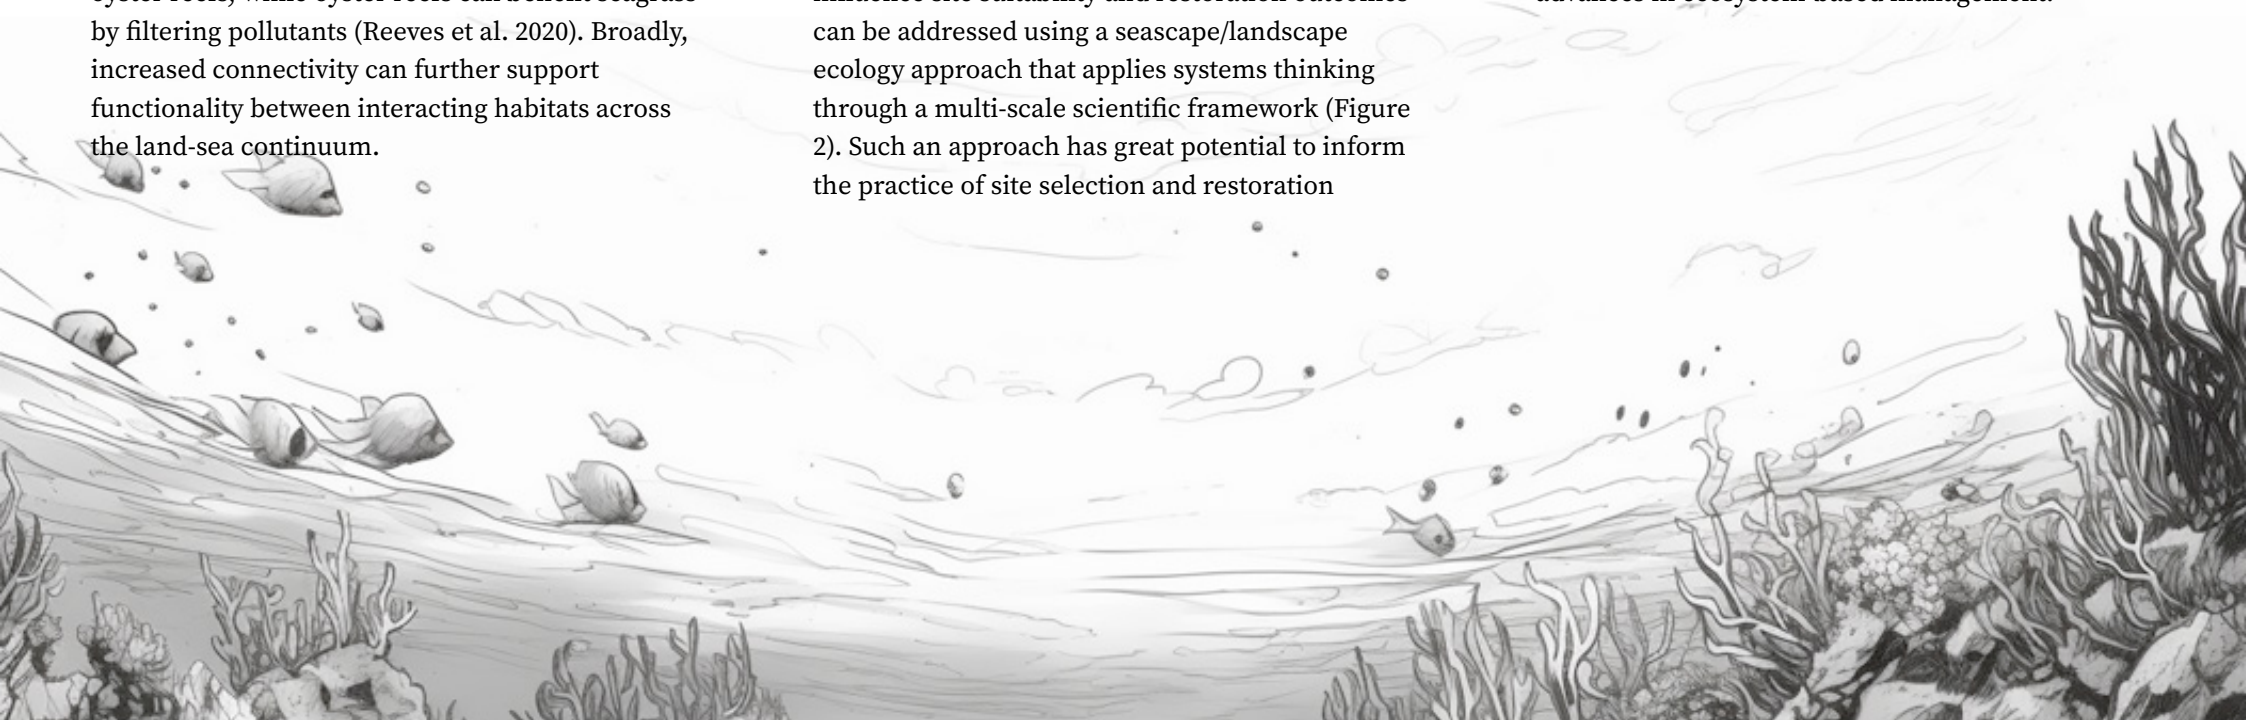 by filtering pollutants (Reeves et al. 2020). Broadly,
increased connectivity can further support
functionality between interacting habitats across
the land-sea continuum.
can be addressed using a seascape/landscape
ecology approach that applies systems thinking
through a multi-scale scientific framework (Figure
2). Such an approach has great potential to inform
the practice of site selection and restoration